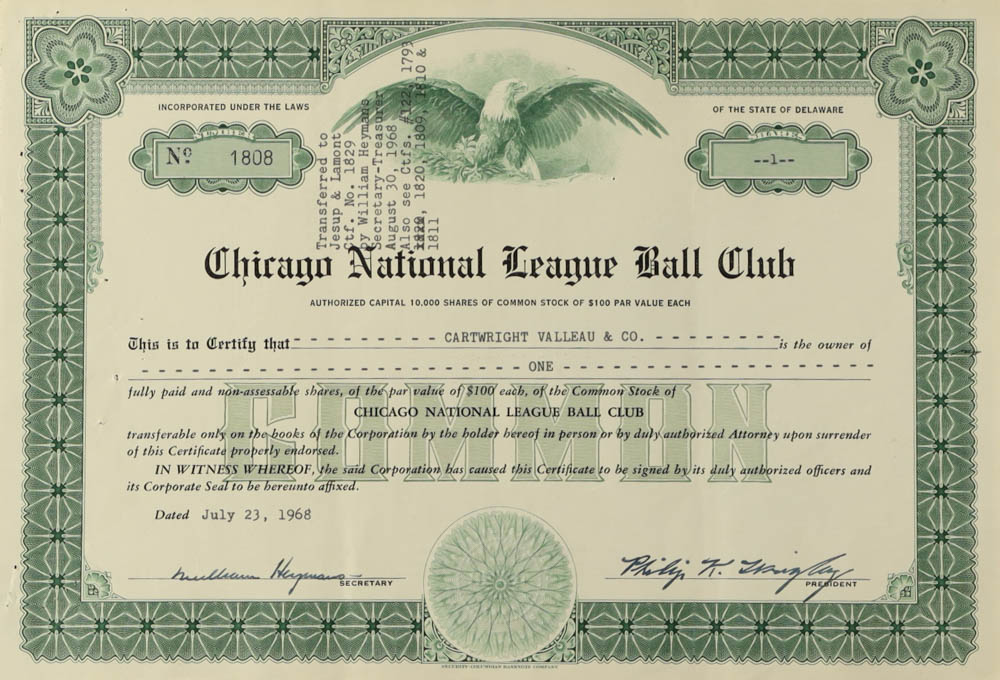 INCORPORATED UNDER THE LAWS
OF THE STATE OF DELAWARE
Nº 1808
--1--
Transferred to
Jesup & Lamont
Ctf. No. 1829
by William Heymans
Secretary-Treasurer
August 30, 1968
Also see Ctfs. #122, 1793
1820, 1809, 1810 &
1811
Chicago National League Ball Club
AUTHORIZED CAPITAL 10,000 SHARES OF COMMON STOCK OF $100 PAR VALUE EACH
This is to Certify that - - - - - - - - - - CARTWRIGHT VALLEAU & CO. - - - - - - - - - is the owner of
- - - - - - - - - - - - - - - - - - - - - - - - ONE - - - - - - - - - - - - - - - - - - - -
fully paid and non-assessable shares, of the par value of $100 each, of the Common Stock of
CHICAGO NATIONAL LEAGUE BALL CLUB
COMMON
transferable only on the books of the Corporation by the holder hereof in person or by duly authorized Attorney upon surrender
of this Certificate properly endorsed.
IN WITNESS WHEREOF, the said Corporation has caused this Certificate to be signed by its duly authorized officers and
its Corporate Seal to be hereunto affixed.
Dated July 23, 1968
William Heymans
SECRETARY
Philip K. Wrigley
PRESIDENT
SECURITY-COLUMBIAN BANKNOTE COMPANY